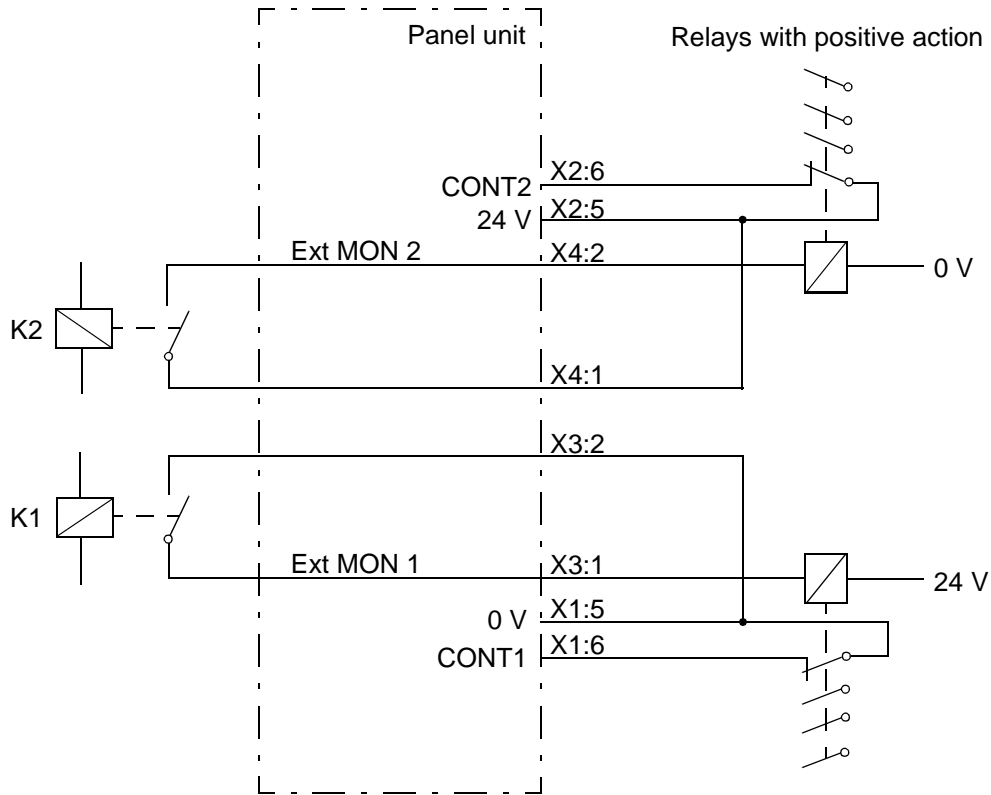 Panel unit
Relays with positive action
CONT2
X2:6
24 V
X2:5
Ext MON 2
X4:2
0 V
K2
X4:1
X3:2
K1
Ext MON 1
X3:1
24 V
0 V
X1:5
CONT1
X1:6